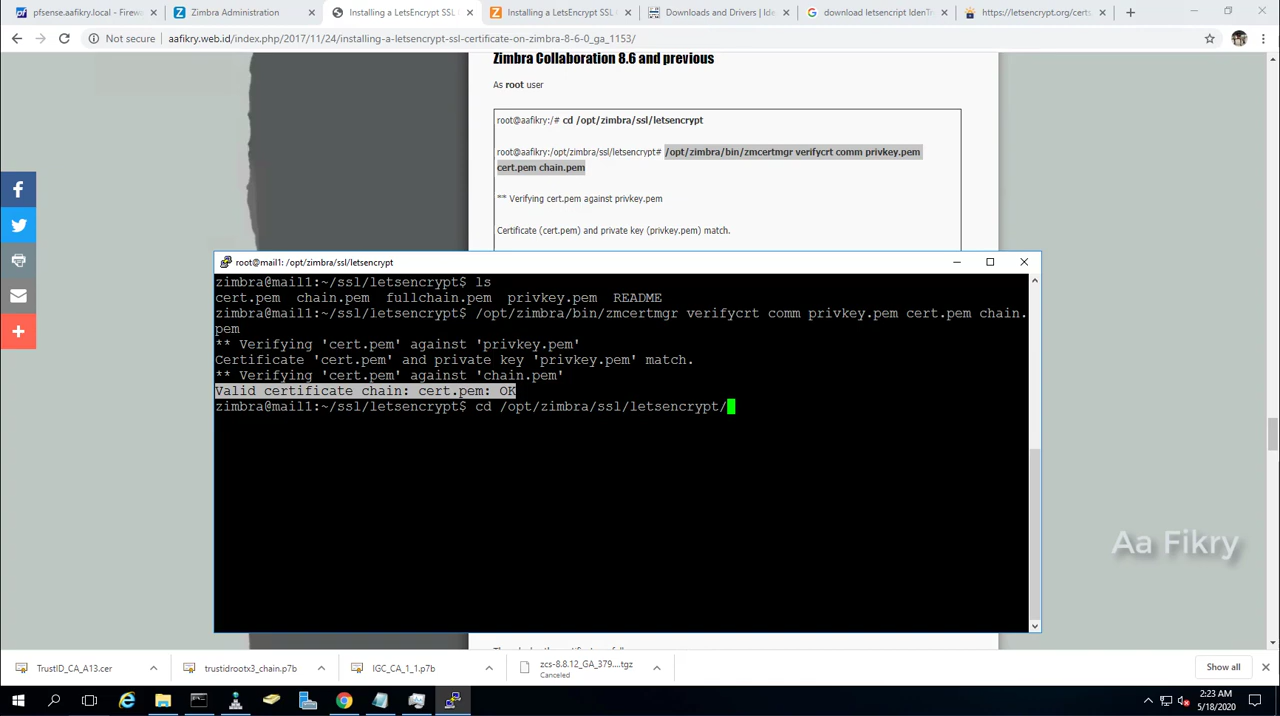 pfsense.aafikry.local - Firew
Zimbra Administration
Installing a LetsEncrypt SSL
Installing a LetsEncrypt SSL
Downloads and Drivers | Ide
download letsencript IdenTr
https://letsencrypt.org/certs
Not secure
aafikry.web.id/index.php/2017/11/24/installing-a-letsencrypt-ssl-certificate-on-zimbra-8-6-0_ga_1153/
Zimbra Collaboration 8.6 and previous
As root user
root@aafikry:/# cd /opt/zimbra/ssl/letsencrypt
root@aafikry:/opt/zimbra/ssl/letsencrypt# /opt/zimbra/bin/zmcertmgr verifycrt comm privkey.pem
cert.pem chain.pem
** Verifying cert.pem against privkey.pem
Certificate (cert.pem) and private key (privkey.pem) match.
root@mail1: /opt/zimbra/ssl/letsencrypt
zimbra@mail1:~/ssl/letsencrypt$ ls
cert.pem chain.pem fullchain.pem privkey.pem README
zimbra@mail1:~/ssl/letsencrypt$ /opt/zimbra/bin/zmcertmgr verifycrt comm privkey.pem cert.pem chain.
pem
** Verifying 'cert.pem' against 'privkey.pem'
Certificate 'cert.pem' and private key 'privkey.pem' match.
** Verifying 'cert.pem' against 'chain.pem'
Valid certificate chain: cert.pem: OK
zimbra@mail1:~/ssl/letsencrypt$ cd /opt/zimbra/ssl/letsencrypt/
Aa Fikry
TrustID_CA_A13.cer
trustidrootx3_chain.p7b
IGC_CA_1_1.p7b
zcs-8.8.12_GA_379....tgz
Canceled
Show all
2:23 AM
5/18/2020